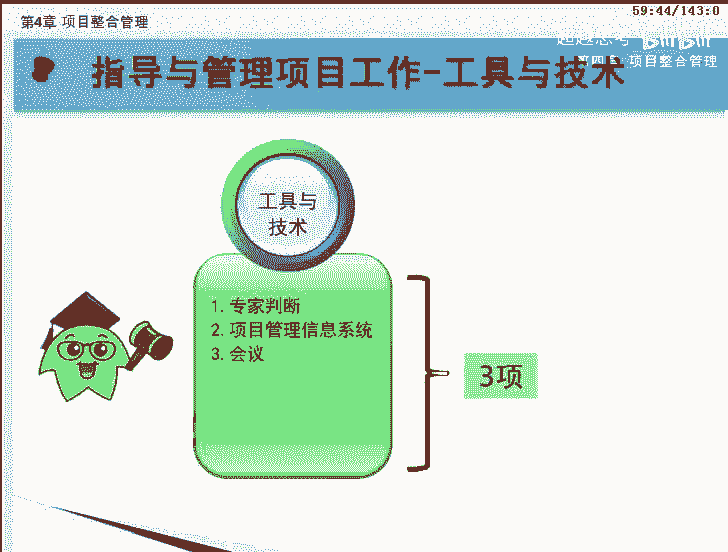 59:44/143:0
第4章 项目整合管理
bilibili
第四章 项目整合管理
指导与管理项目工作-工具与技术
工具与
技术
1. 专家判断
2. 项目管理信息系统
3. 会议
3项